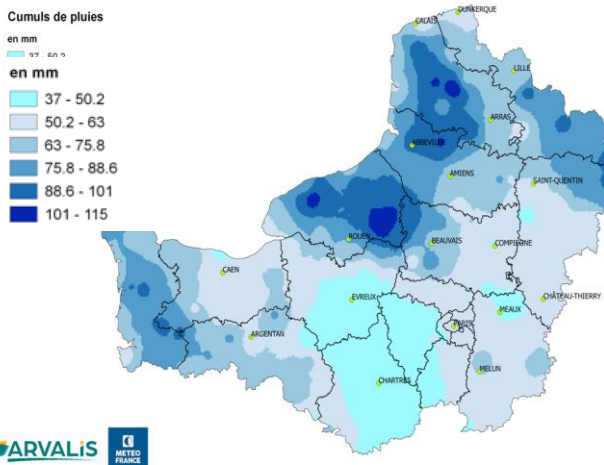 Cumuls de pluies
en mm
en mm
37 - 50.2
50.2 - 63
63 - 75.8
75.8 - 88.6
88.6 - 101
101 - 115
DUNKERQUE
CALAIS
LILLE
ARRAS
ABBEVILLE
AMIENS
SAINT-QUENTIN
ROUEN
BEAUVAIS
COMPIEGNE
CAEN
EVREUX
MEAUX
CHÂTEAU-THIERRY
PARIS
ARGENTAN
MELUN
CHARTRES
ARVALIS
METEO
FRANCE